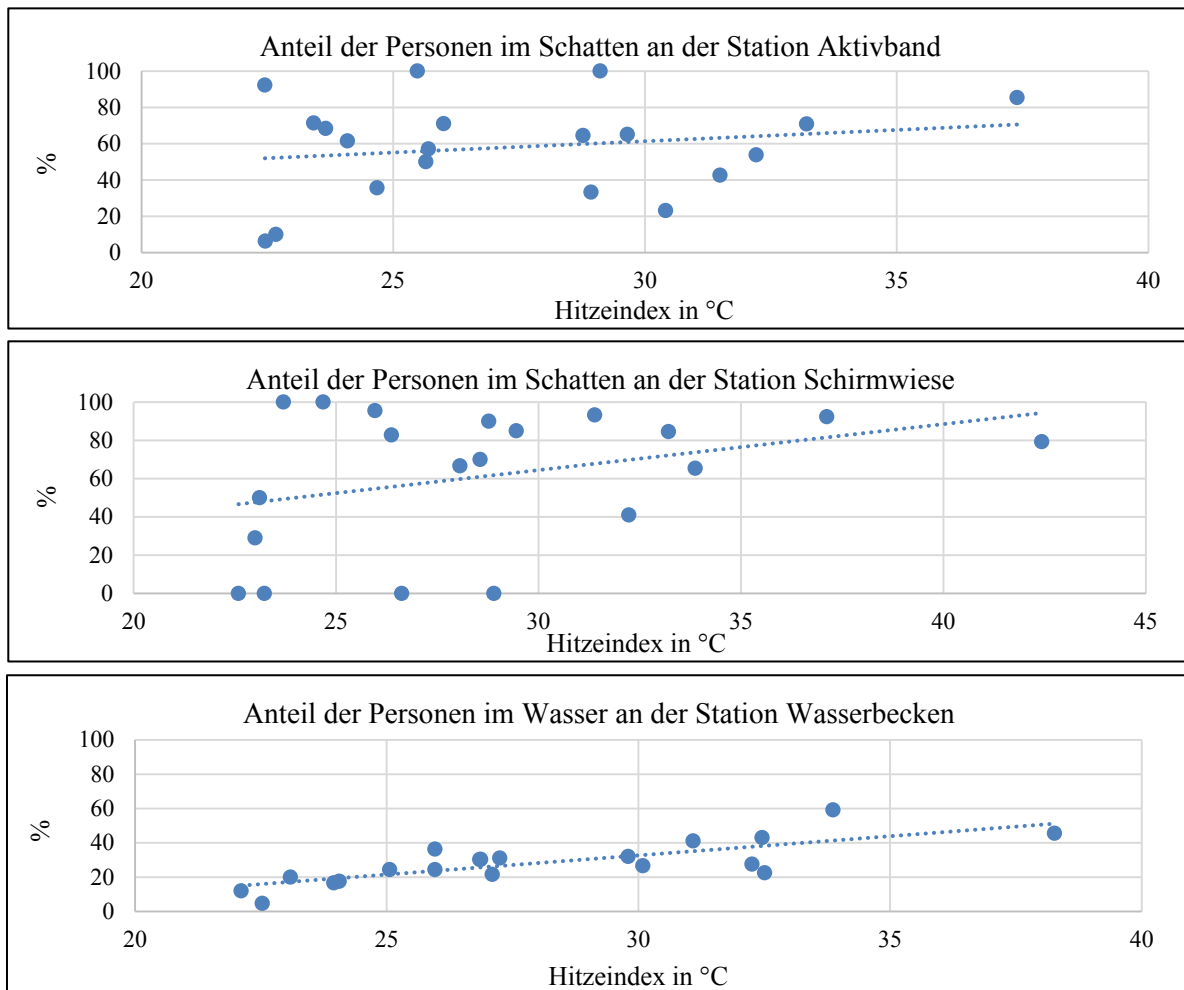 Anteil der Personen im Schatten an der Station Aktivband
100
80
60
40
20
0
%
20 25 30 35 40
Hitzeindex in °C
Anteil der Personen im Schatten an der Station Schirmwiese
100
80
60
40
20
0
%
20 25 30 35 40 45
Hitzeindex in °C
Anteil der Personen im Wasser an der Station Wasserbecken
100
80
60
40
20
0
%
20 25 30 35 40
Hitzeindex in °C